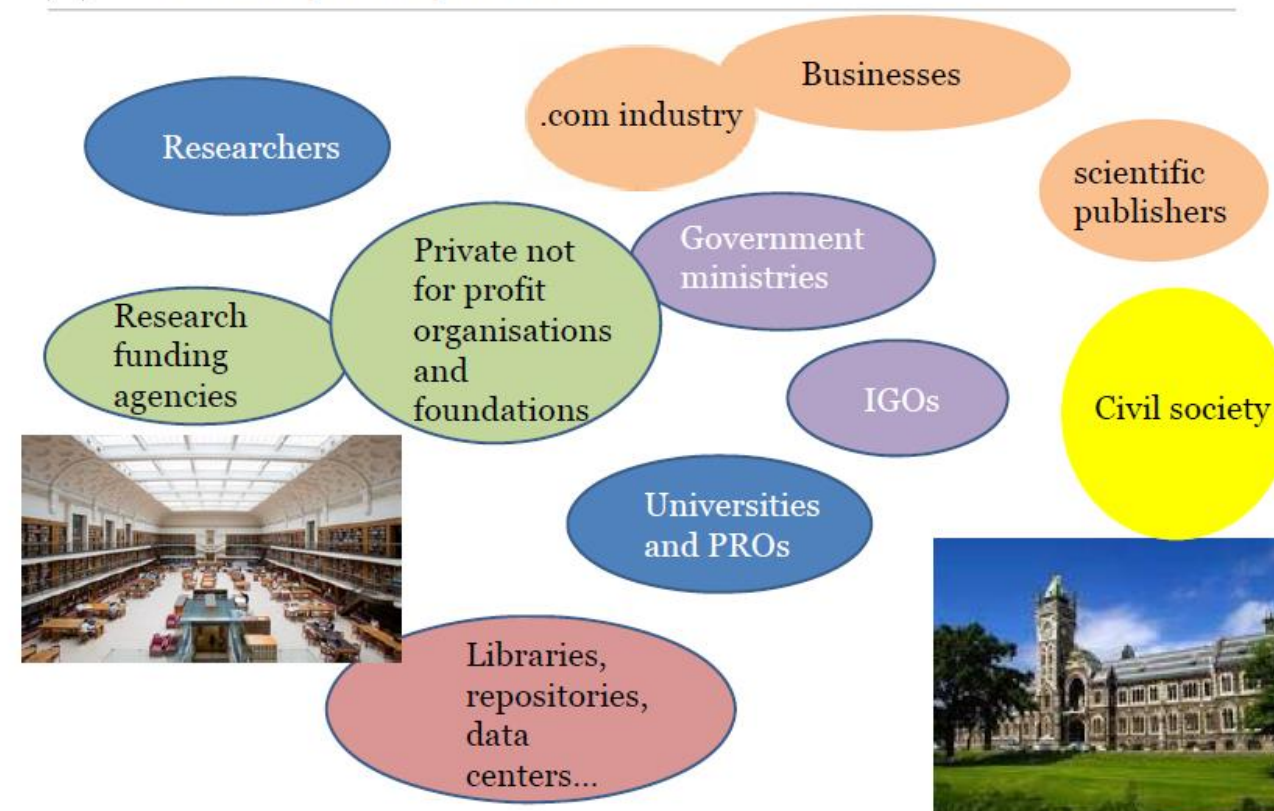 Businesses
.com industry
Researchers
scientific
publishers
Government
ministries
Private not
for profit
organisations
and
foundations
Research
funding
agencies
IGOs
Civil society
Universities
and PROs
Libraries,
repositories,
data
centers...